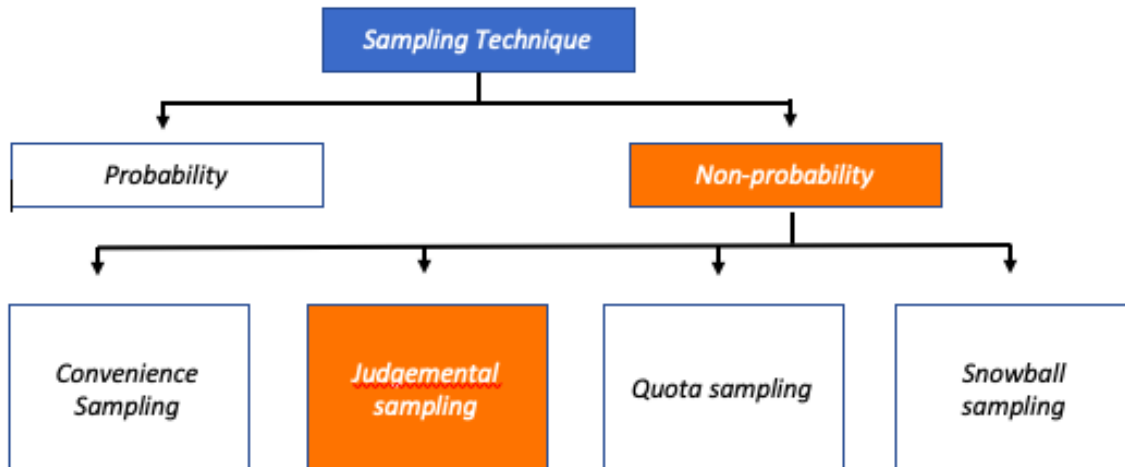 Sampling Technique
Probability
Non-probability
Convenience
Sampling
Judgemental
sampling
Quota sampling
Snowball
sampling